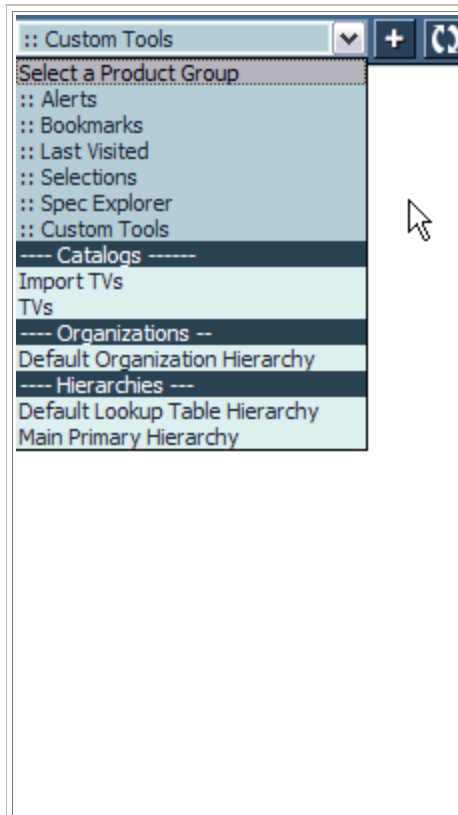 :: Custom Tools
+
Select a Product Group
:: Alerts
:: Bookmarks
:: Last Visited
:: Selections
:: Spec Explorer
:: Custom Tools
---- Catalogs ------
Import TVs
TVs
---- Organizations --
Default Organization Hierarchy
---- Hierarchies ---
Default Lookup Table Hierarchy
Main Primary Hierarchy